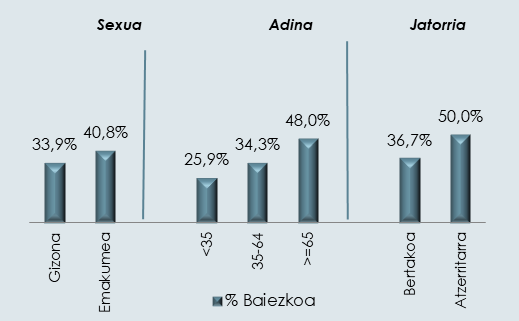 Sexua
Adina
Jatorria
33,9%
40,8%
25,9%
34,3%
48,0%
36,7%
50,0%
Gizona
Emakumea
<35
35-64
>=65
Bertakoa
Atzerritarra
% Baiezkoa